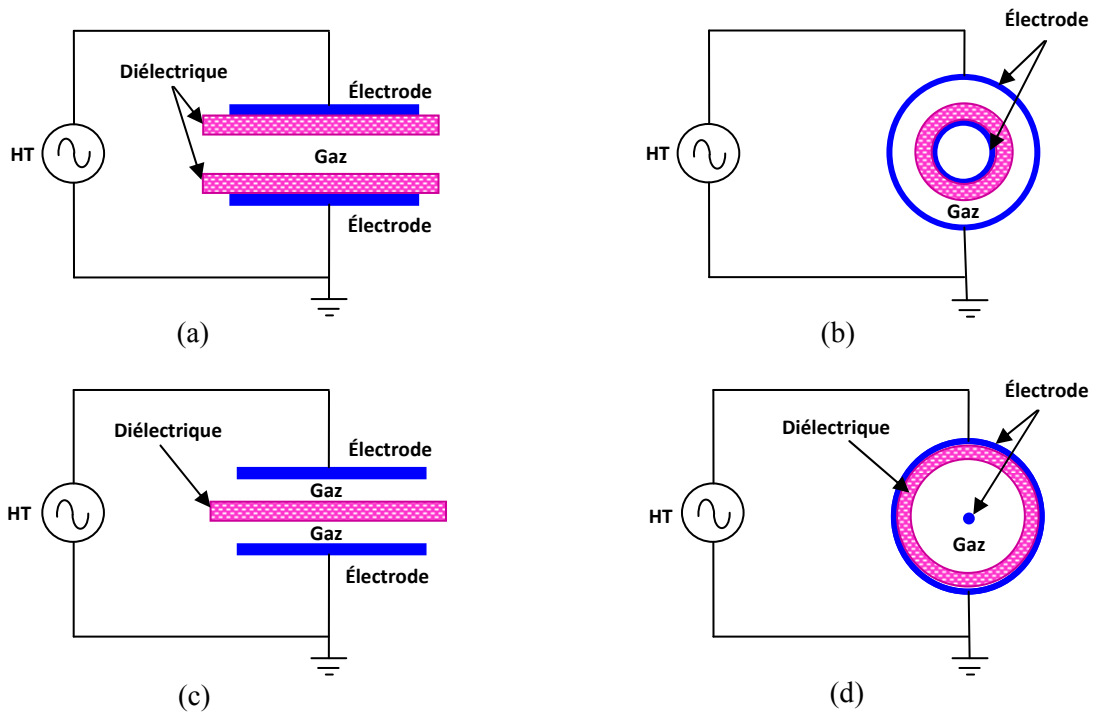 Diélectrique
Électrode
HT
Gaz
Électrode
(a)
Électrode
HT
Gaz
(b)
Diélectrique
Électrode
Gaz
HT
Gaz
Électrode
(c)
Électrode
Diélectrique
HT
Gaz
(d)